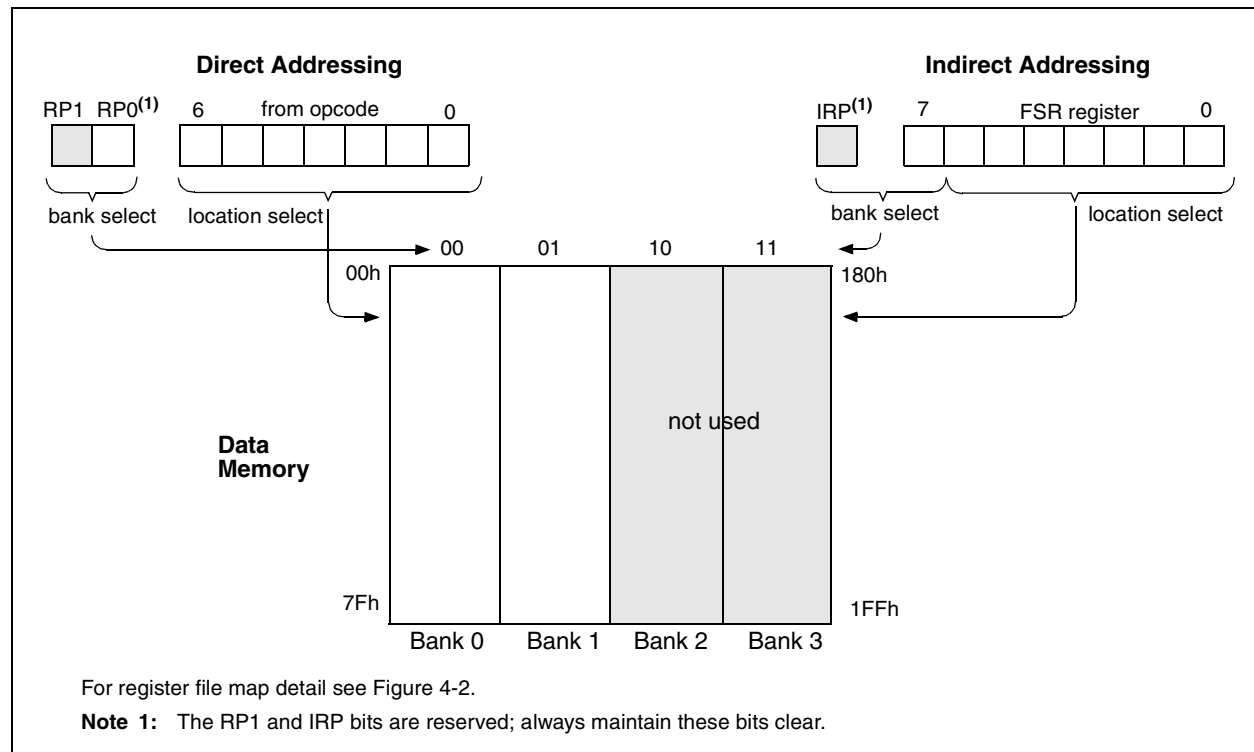 Direct Addressing
RP1 RP0(1) 6 from opcode 0
bank select location select
Indirect Addressing
IRP(1) 7 FSR register 0
bank select location select
00 01 10 11
00h 180h
not used
Data
Memory
7Fh 1FFh
Bank 0 Bank 1 Bank 2 Bank 3
For register file map detail see Figure 4-2.
Note 1: The RP1 and IRP bits are reserved; always maintain these bits clear.